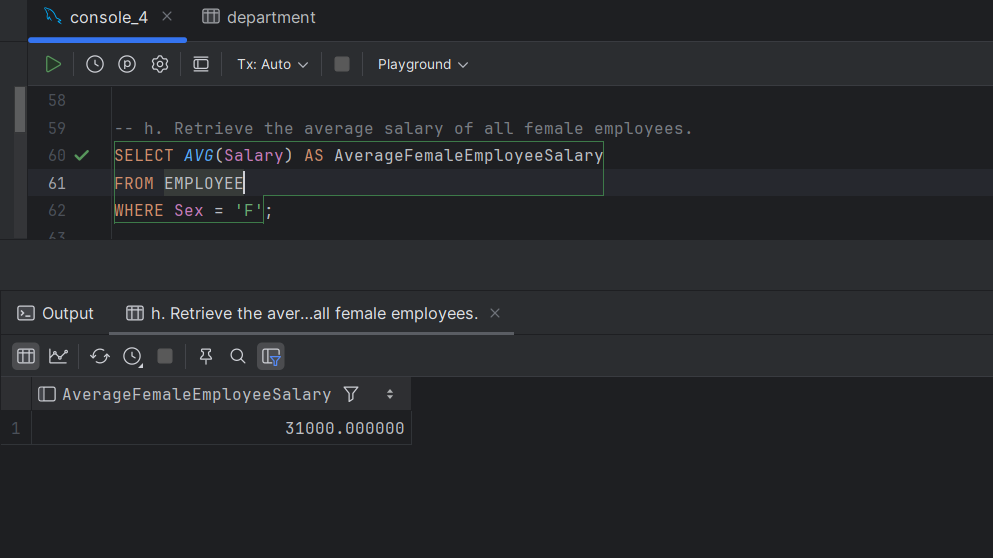 console_4
department
Tx: Auto
Playground
58
59 -- h. Retrieve the average salary of all female employees.
60 SELECT AVG(Salary) AS AverageFemaleEmployeeSalary
61 FROM EMPLOYEE
62 WHERE Sex = 'F';
63
Output
h. Retrieve the aver...all female employees.
AverageFemaleEmployeeSalary
1 31000.000000